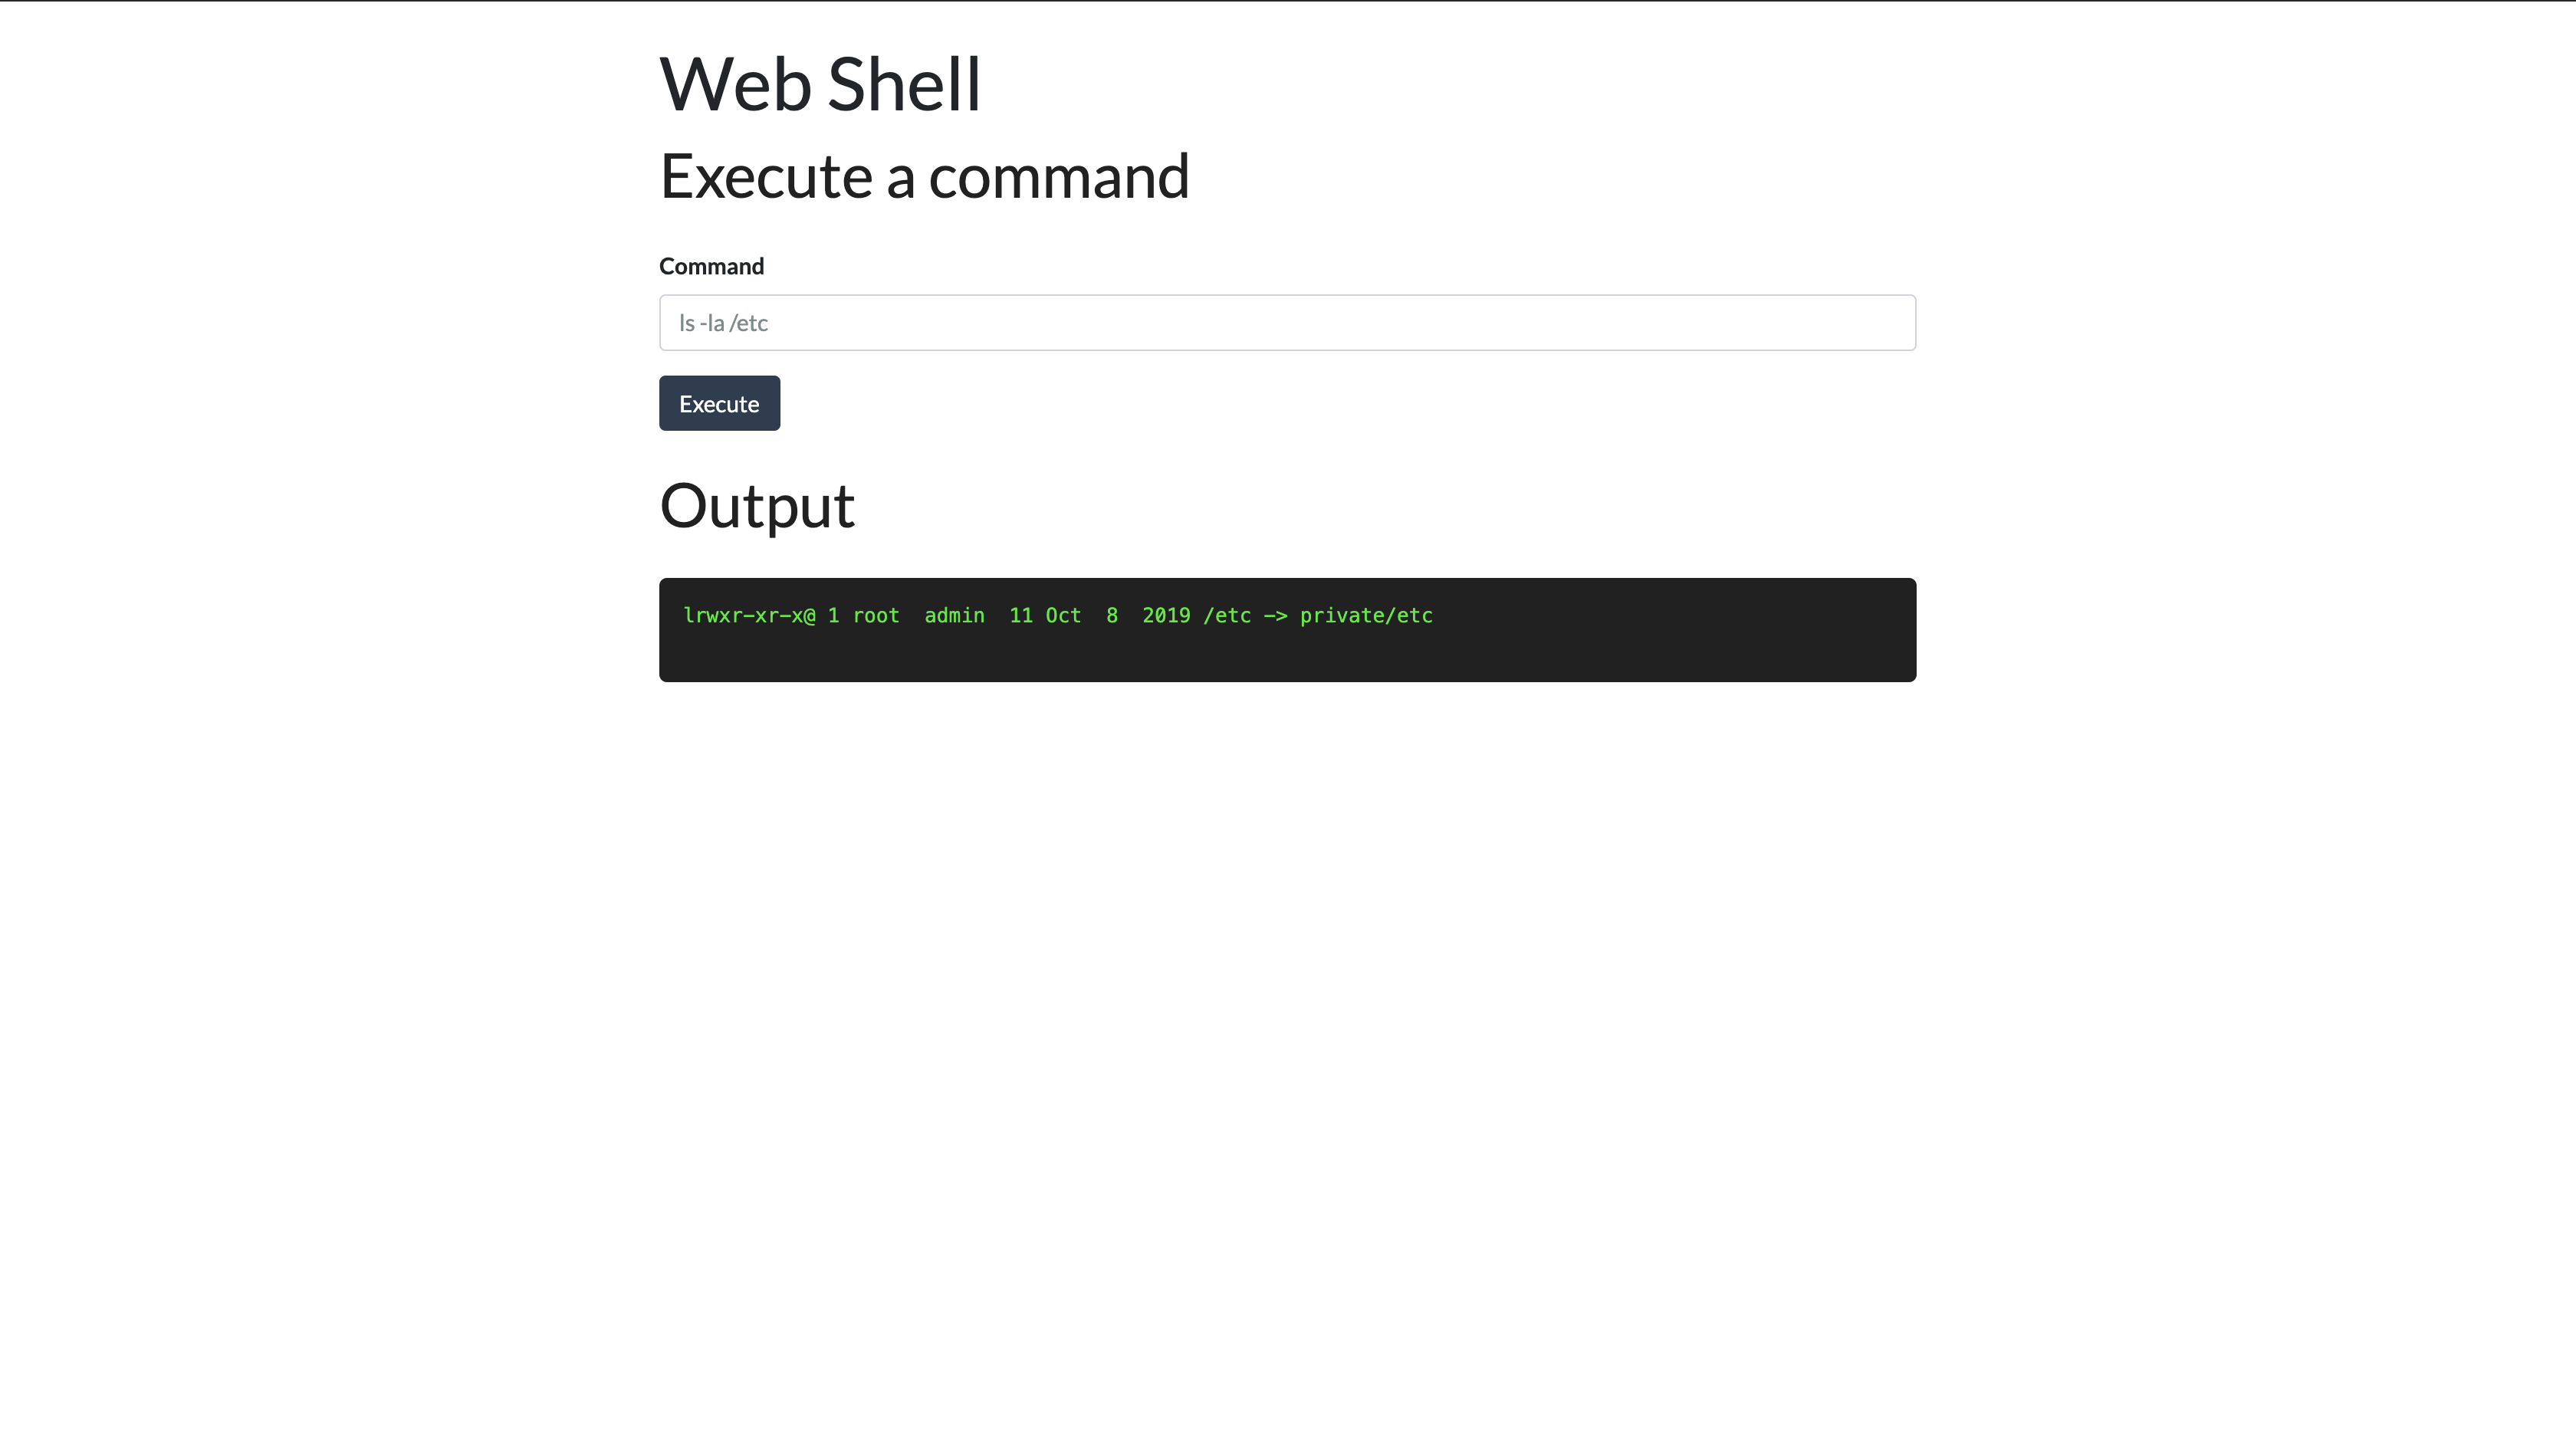 Web Shell
Execute a command
Command
ls -la /etc
Execute
Output
lrwxr-xr-x@ 1 root  admin  11 Oct  8  2019 /etc -> private/etc